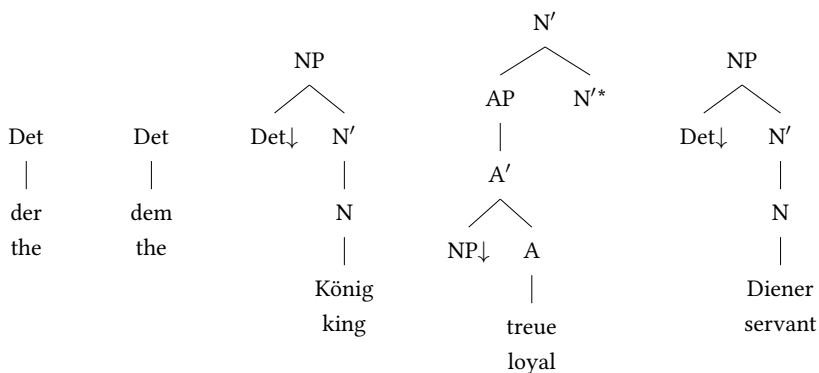 N′
NP NP
AP N′*
Det Det Det↓ N′ Det↓ N′
A′
der dem N N
the the NP↓ A
König Diener
king treue servant
loyal